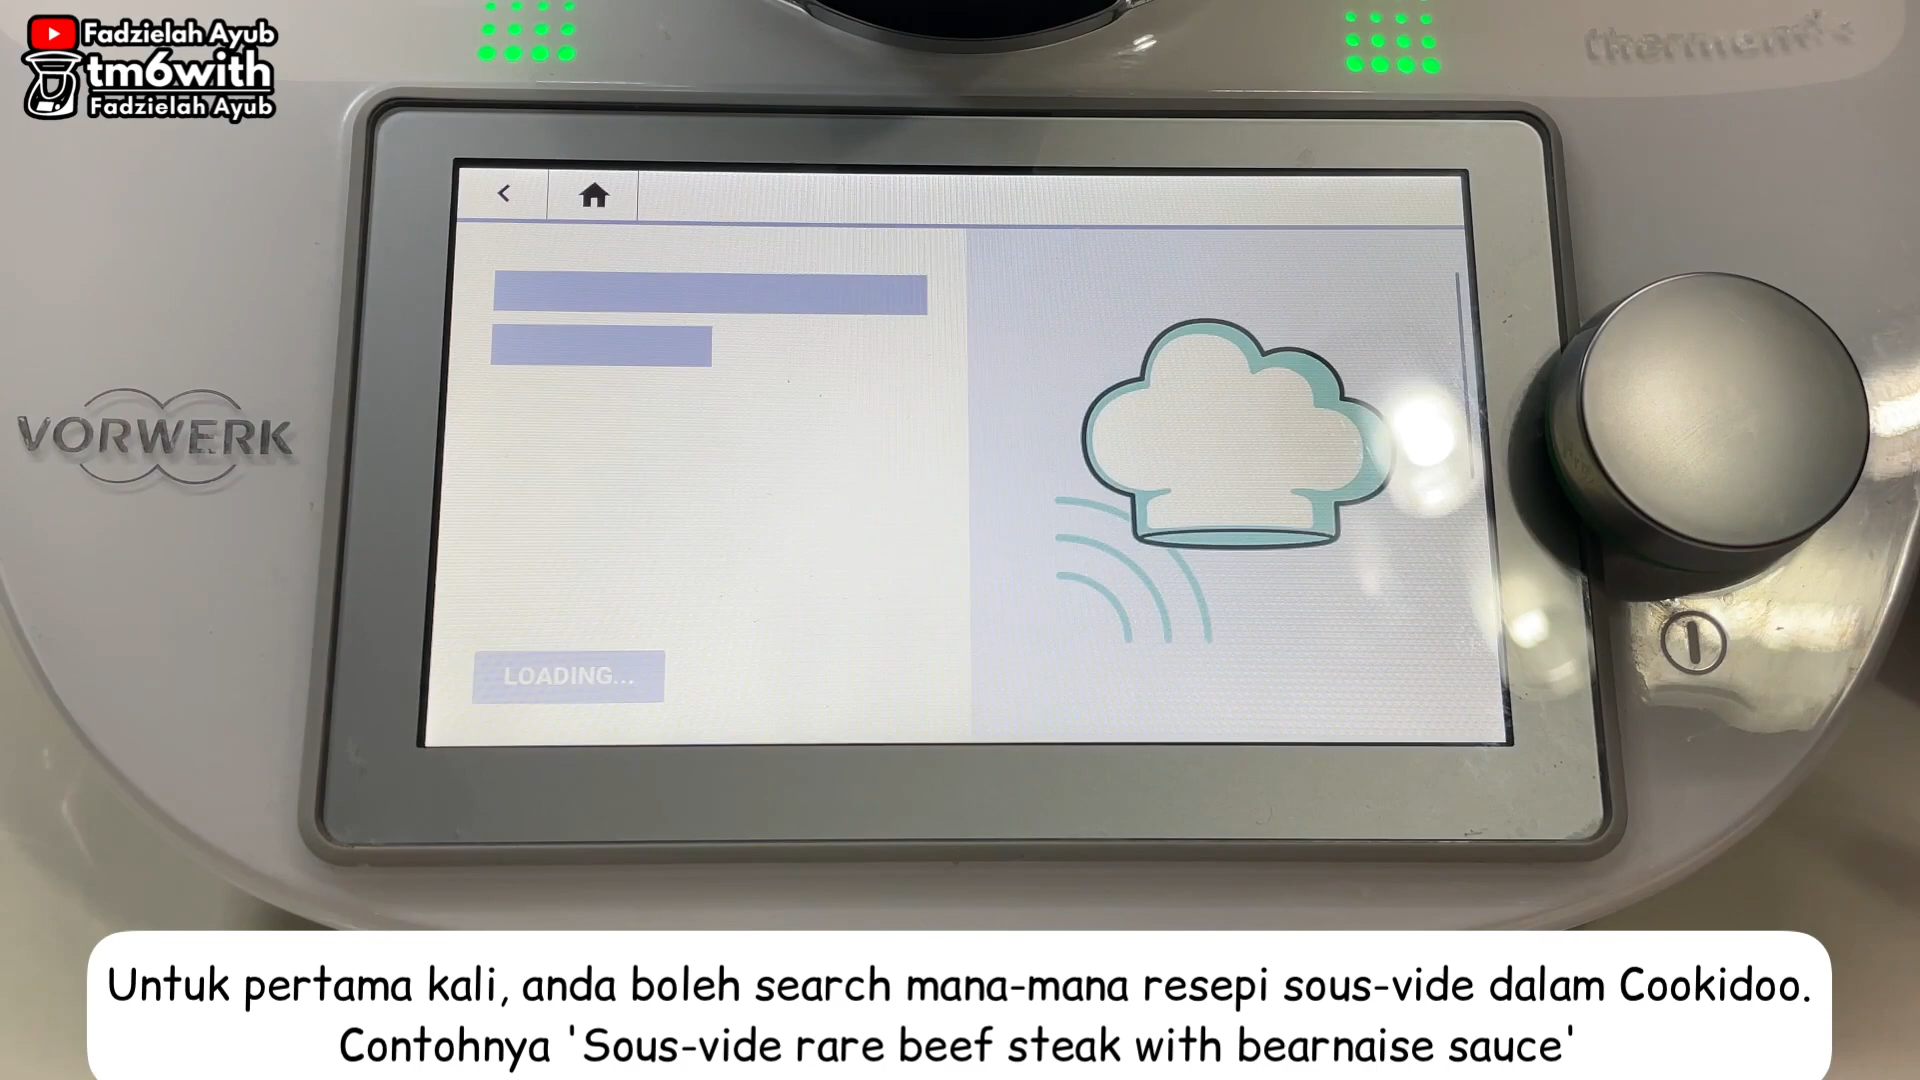 Fadzielah Ayub
tm6with
Fadzielah Ayub
thermomix
VORWERK
LOADING...
Untuk pertama kali, anda boleh search mana-mana resepi sous-vide dalam Cookidoo.
Contohnya 'Sous-vide rare beef steak with bearnaise sauce'